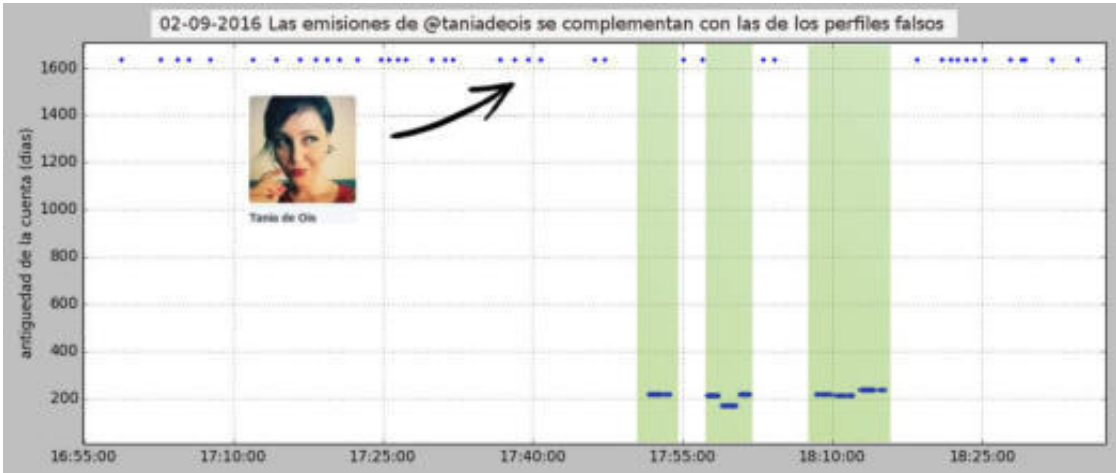 02-09-2016 Las emisiones de @taniadeois se complementan con las de los perfiles falsos
antiguedad de la cuenta (dias)
1600
1400
1200
1000
800
600
400
200
Tania de Ois
16:55:00 17:10:00 17:25:00 17:40:00 17:55:00 18:10:00 18:25:00